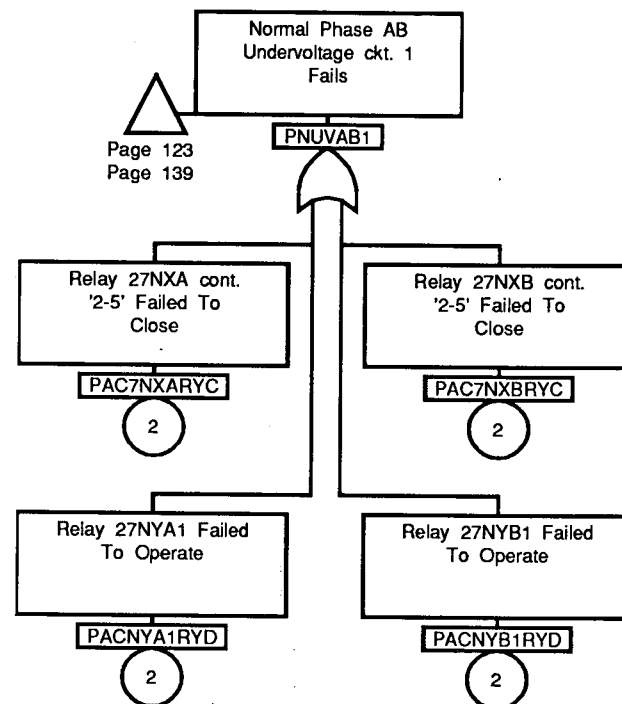 Normal Phase AB
Undervoltage ckt. 1
Fails
PNUVAB1
Page 123
Page 139
Relay 27NXA cont.
'2-5' Failed To
Close
PAC7NXARYC
2
Relay 27NXB cont.
'2-5' Failed To
Close
PAC7NXBRYC
2
Relay 27NYA1 Failed
To Operate
PACNYA1RYD
2
Relay 27NYB1 Failed
To Operate
PACNYB1RYD
2